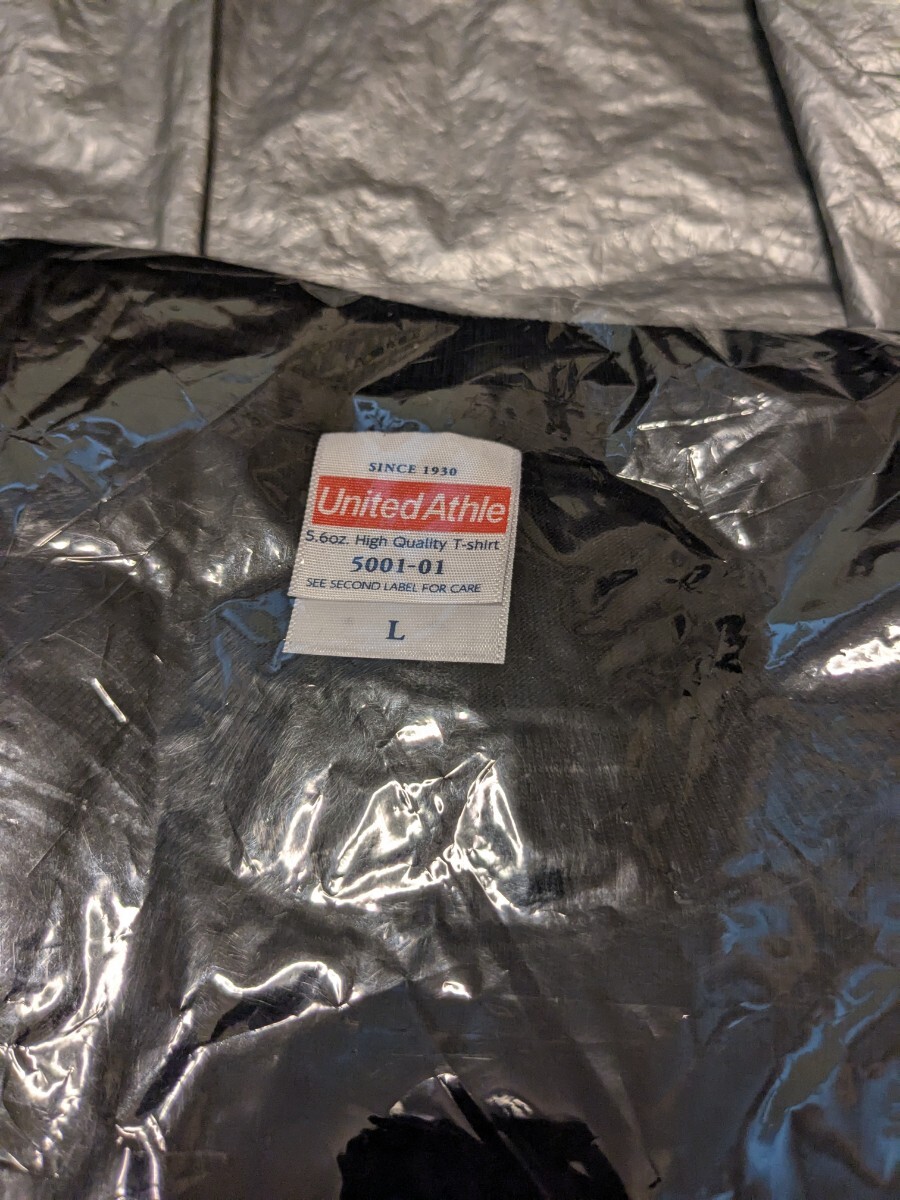 SINCE 1930
United Athle
5.6oz. High Quality T-shirt
5001-01
SEE SECOND LABEL FOR CARE
L